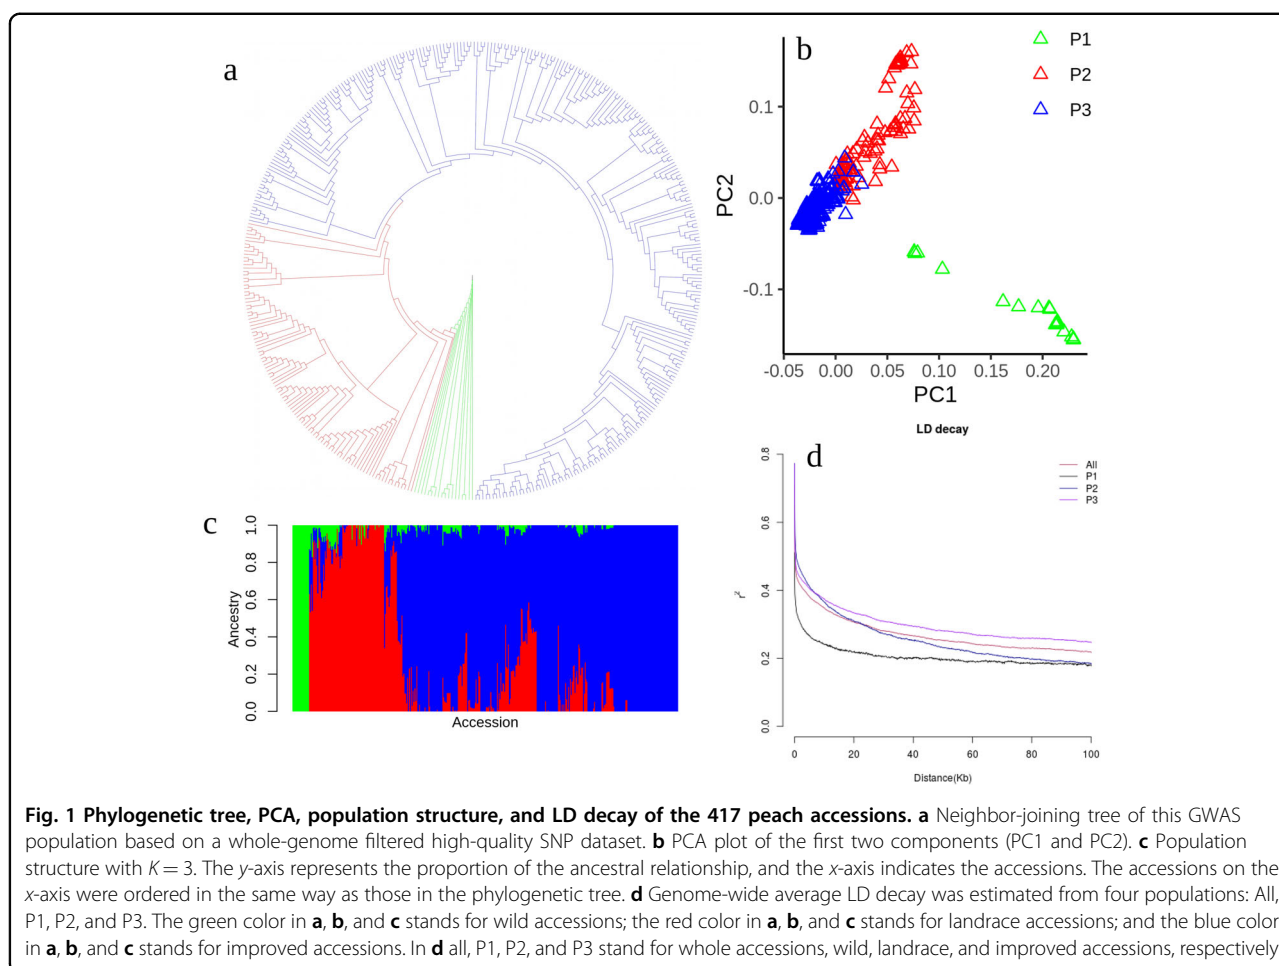 a
b
P1
P2
P3
0.1
0.0
-0.1
PC2
-0.05
0.00
0.05
0.10
0.15
0.20
PC1
c
1.0
0.8
0.6
0.4
0.2
0.0
Ancestry
Accession
LD decay
d
All
P1
P2
P3
0.8
0.6
0.4
0.2
0.0
r²
0
20
40
60
80
100
Distance(Kb)
Fig. 1 Phylogenetic tree, PCA, population structure, and LD decay of the 417 peach accessions. a Neighbor-joining tree of this GWAS
population based on a whole-genome filtered high-quality SNP dataset. b PCA plot of the first two components (PC1 and PC2). c Population
structure with K = 3. The y-axis represents the proportion of the ancestral relationship, and the x-axis indicates the accessions. The accessions on the
x-axis were ordered in the same way as those in the phylogenetic tree. d Genome-wide average LD decay was estimated from four populations: All,
P1, P2, and P3. The green color in a, b, and c stands for wild accessions; the red color in a, b, and c stands for landrace accessions; and the blue color
in a, b, and c stands for improved accessions. In d all, P1, P2, and P3 stand for whole accessions, wild, landrace, and improved accessions, respectively